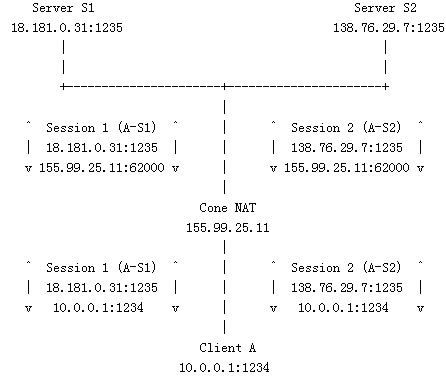 Server S1 Server S2
18.181.0.31:1235 138.76.29.7:1235
| |
| |
+----------------------+----------------------+
|
^ Session 1 (A-S1) ^ | ^ Session 2 (A-S2) ^
| 18.181.0.31:1235 | | | 138.76.29.7:1235 |
v 155.99.25.11:62000 v | v 155.99.25.11:62000 v
|
Cone NAT
155.99.25.11
|
^ Session 1 (A-S1) ^ | ^ Session 2 (A-S2) ^
| 18.181.0.31:1235 | | | 138.76.29.7:1235 |
v 10.0.0.1:1234 v | v 10.0.0.1:1234 v
|
Client A
10.0.0.1:1234